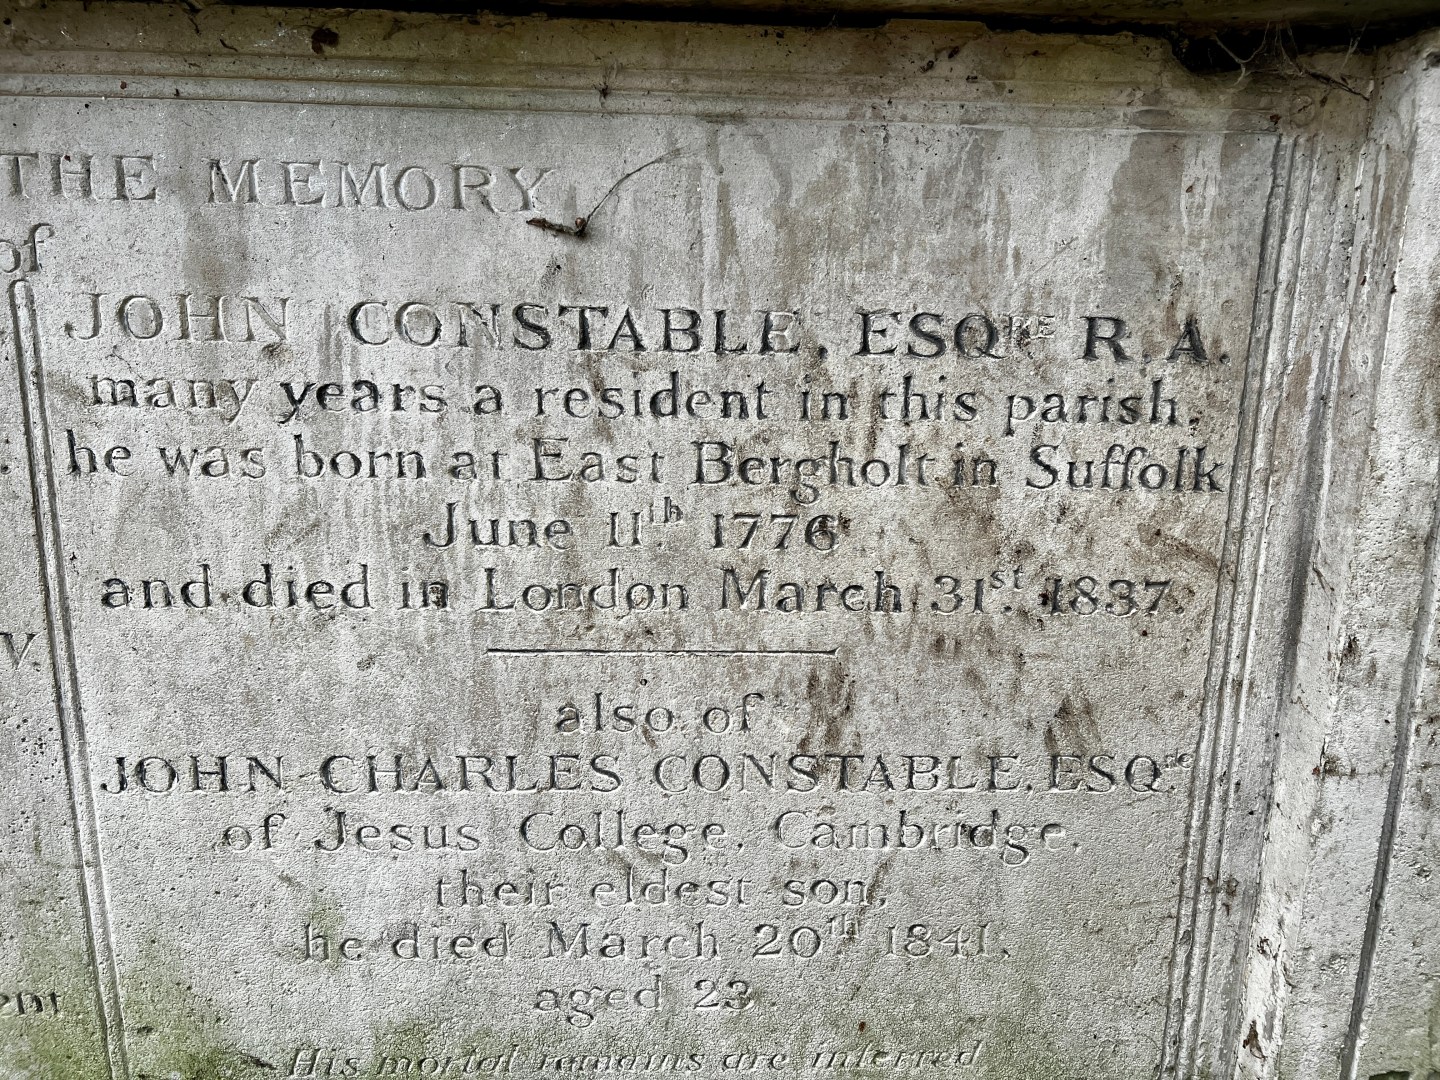 THE MEMORY
of
JOHN CONSTABLE, ESQRE R.A.
many years a resident in this parish,
he was born at East Bergholt in Suffolk
June 11th 1776
and died in London March 31st 1837.
also of
JOHN CHARLES CONSTABLE, ESQRE
of Jesus College, Cambridge,
their eldest son,
he died March 20th 1841,
aged 23.
His mortal remains are interred